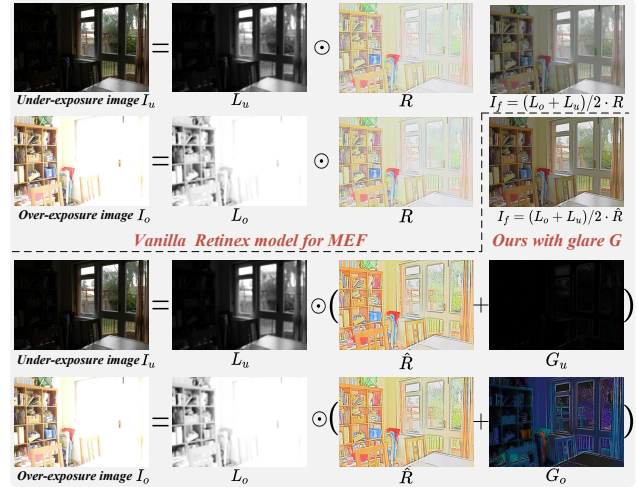 = ⊙
Under-exposure image I_u L_u R I_f = (L_o + L_u)/2 · R
= ⊙
Over-exposure image I_o L_o R I_f = (L_o + L_u)/2 · R̂
Vanilla Retinex model for MEF Ours with glare G
= ⊙ ( + )
Under-exposure image I_u L_u R̂ G_u
= ⊙ ( + )
Over-exposure image I_o L_o R̂ G_o